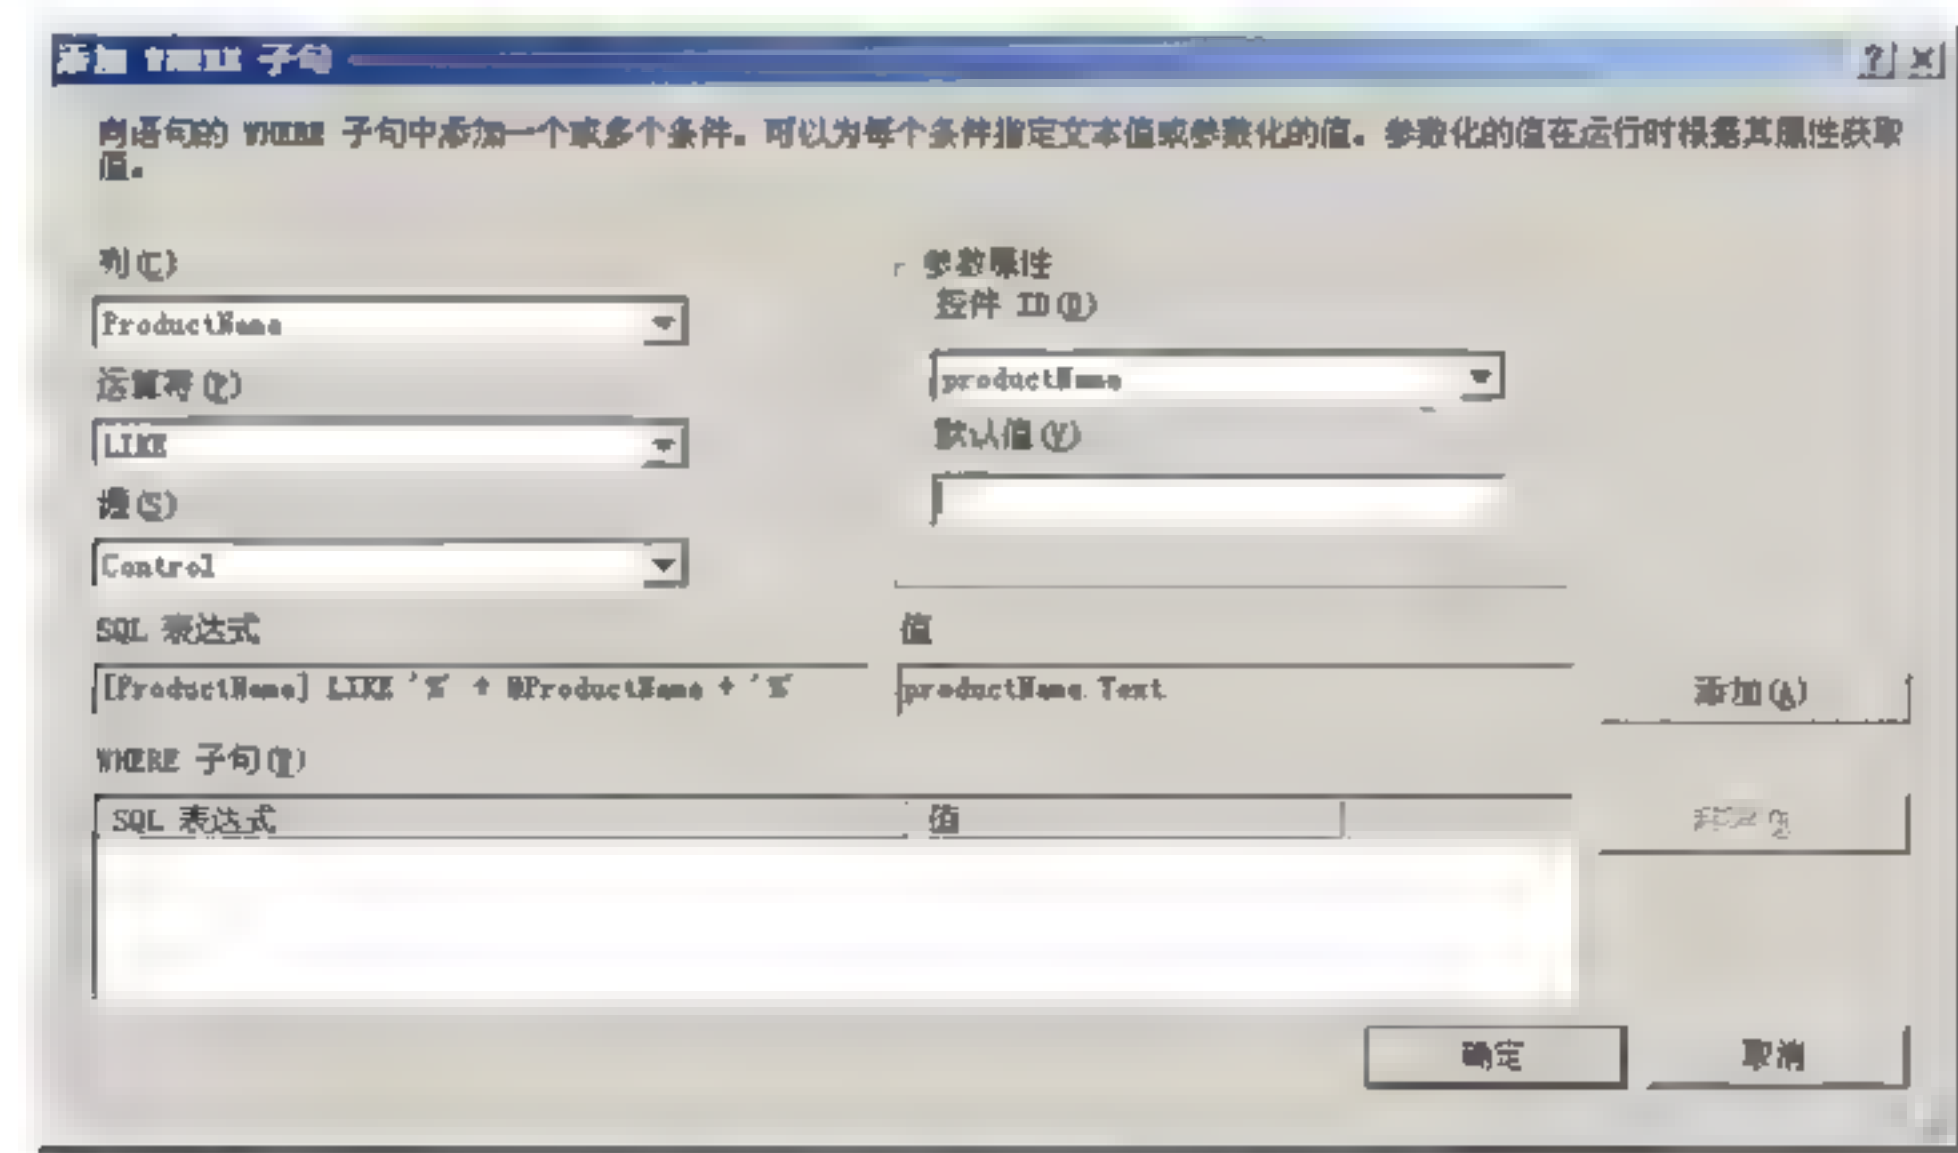 添加 WHERE 子句
向语句的 WHERE 子句中添加一个或多个条件。可以为每个条件指定文本值或参数化的值。参数化的值在运行时根据其属性获取
值。
列(C)
ProductName
运算符(P)
LIKE
源(S)
Control
参数属性
控件 ID(D)
productName
默认值(V)
SQL 表达式
[ProductName] LIKE '%' + @ProductName + '%'
值
productName.Text
添加(A)
WHERE 子句(W)
SQL 表达式
值
确定
取消